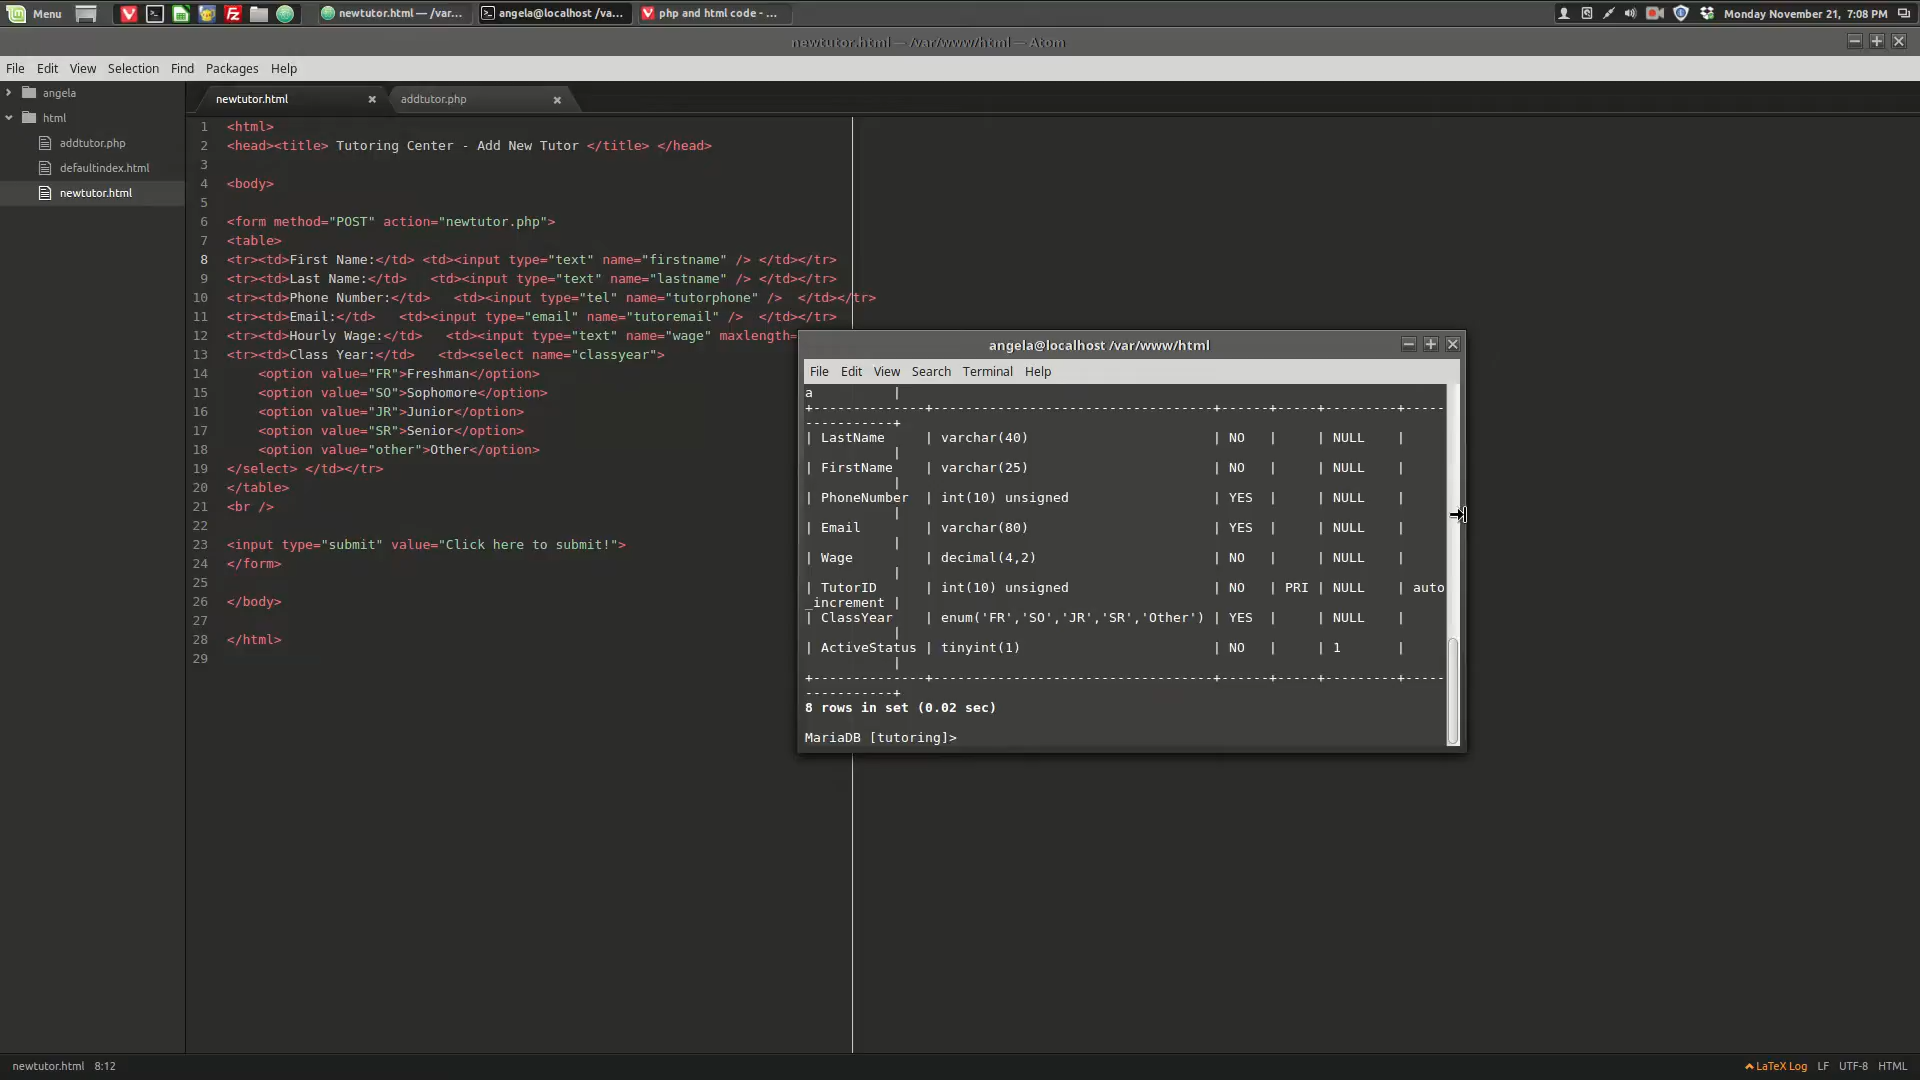 Menu newtutor.html — /var... angela@localhost /va... php and html code - ... Monday November 21, 7:08 PM
newtutor.html — /var/www/html — Atom
File Edit View Selection Find Packages Help
angela
html
addtutor.php
defaultindex.html
newtutor.html
newtutor.html addtutor.php
1 <html>
2 <head><title> Tutoring Center - Add New Tutor </title> </head>
3
4 <body>
5
6 <form method="POST" action="newtutor.php">
7 <table>
8 <tr><td>First Name:</td> <td><input type="text" name="firstname" /> </td></tr>
9 <tr><td>Last Name:</td>   <td><input type="text" name="lastname" /> </td></tr>
10 <tr><td>Phone Number:</td>   <td><input type="tel" name="tutorphone" />  </td></tr>
11 <tr><td>Email:</td>   <td><input type="email" name="tutoremail" />  </td></tr>
12 <tr><td>Hourly Wage:</td>   <td><input type="text" name="wage" maxlength=
13 <tr><td>Class Year:</td>   <td><select name="classyear">
14     <option value="FR">Freshman</option>
15     <option value="SO">Sophomore</option>
16     <option value="JR">Junior</option>
17     <option value="SR">Senior</option>
18     <option value="other">Other</option>
19 </select> </td></tr>
20 </table>
21 <br />
22
23 <input type="submit" value="Click here to submit!">
24 </form>
25
26 </body>
27
28 </html>
29
angela@localhost /var/www/html
File Edit View Search Terminal Help
a          |
+--------------+-----------------------------------+------+-----+---------+-----
-----------+
| LastName     | varchar(40)                       | NO   |     | NULL    |
           |
| FirstName    | varchar(25)                       | NO   |     | NULL    |
           |
| PhoneNumber  | int(10) unsigned                  | YES  |     | NULL    |
           |
| Email        | varchar(80)                       | YES  |     | NULL    |
           |
| Wage         | decimal(4,2)                      | NO   |     | NULL    |
           |
| TutorID      | int(10) unsigned                  | NO   | PRI | NULL    | auto
_increment |
| ClassYear    | enum('FR','SO','JR','SR','Other') | YES  |     | NULL    |
           |
| ActiveStatus | tinyint(1)                        | NO   |     | 1       |
           |
+--------------+-----------------------------------+------+-----+---------+-----
-----------+
8 rows in set (0.02 sec)
MariaDB [tutoring]>
newtutor.html 8:12 LaTeX Log LF UTF-8 HTML